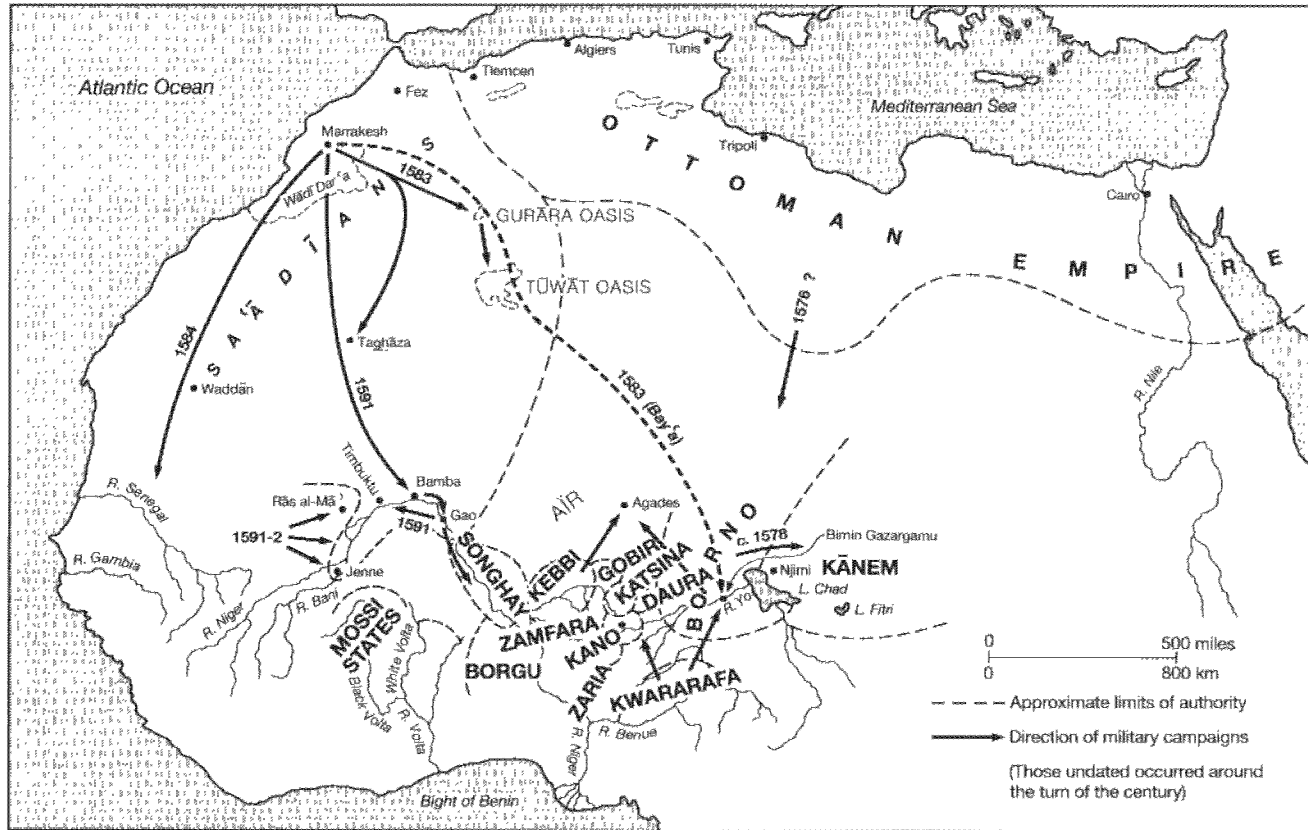 Atlantic Ocean
Algiers
Tunis
Tlemcen
Fez
Mediterranean Sea
Marrakesh
Tripoli
Cairo
OTTOMAN EMPIRE
SAʿĀDĪANS
Wādī Darʿa
1583
GURĀRA OASIS
TŪWĀT OASIS
1576 ?
1584
Taghāza
Waddān
1591
1583 (Bayʿa)
R. Nile
R. Senegal
Timbuktu
Bamba
Rās al-Mā
Gao
1591
AÏR
Agades
1591-2
R. Gambia
Jenne
SONGHAY
KEBBI
GOBIR
KATSINA
DAURA
BORNO
c. 1578
Birnin Gazargamu
Njimi
KĀNEM
L. Chad
L. Fitri
R. Yo
R. Niger
R. Bani
MOSSI
STATES
ZAMFARA
KANO
BORGU
ZARIA
KWARARAFA
White Volta
Black Volta
R. Volta
R. Niger
R. Benue
Bight of Benin
0 500 miles
0 800 km
Approximate limits of authority
Direction of military campaigns
(Those undated occurred around
the turn of the century)